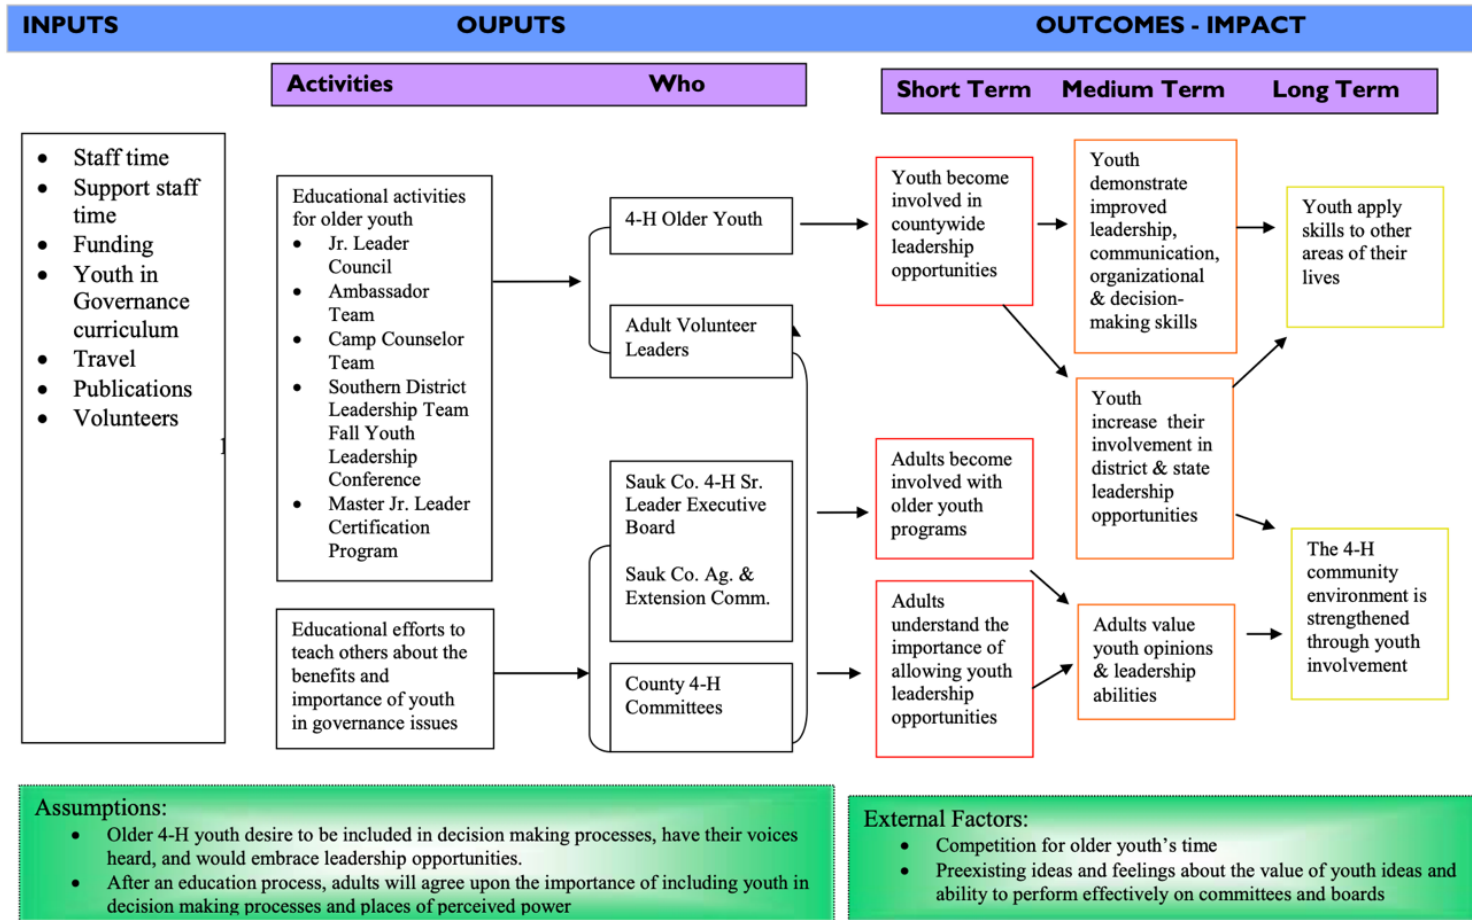 INPUTS
OUPUTS
OUTCOMES - IMPACT
Activities
Who
Short Term
Medium Term
Long Term
• Staff time
• Support staff
time
• Funding
• Youth in
Governance
curriculum
• Travel
• Publications
• Volunteers
Educational activities
for older youth
• Jr. Leader
Council
• Ambassador
Team
• Camp Counselor
Team
• Southern District
Leadership Team
Fall Youth
Leadership
Conference
• Master Jr. Leader
Certification
Program
Educational efforts to
teach others about the
benefits and
importance of youth
in governance issues
4-H Older Youth
Adult Volunteer
Leaders
Sauk Co. 4-H Sr.
Leader Executive
Board
Sauk Co. Ag. &
Extension Comm.
County 4-H
Committees
Youth become
involved in
countywide
leadership
opportunities
Adults become
involved with
older youth
programs
Adults
understand the
importance of
allowing youth
leadership
opportunities
Youth
demonstrate
improved
leadership,
communication,
organizational
& decision-
making skills
Youth
increase their
involvement in
district & state
leadership
opportunities
Adults value
youth opinions
& leadership
abilities
Youth apply
skills to other
areas of their
lives
The 4-H
community
environment is
strengthened
through youth
involvement
Assumptions:
• Older 4-H youth desire to be included in decision making processes, have their voices
heard, and would embrace leadership opportunities.
• After an education process, adults will agree upon the importance of including youth in
decision making processes and places of perceived power
External Factors:
• Competition for older youth's time
• Preexisting ideas and feelings about the value of youth ideas and
ability to perform effectively on committees and boards